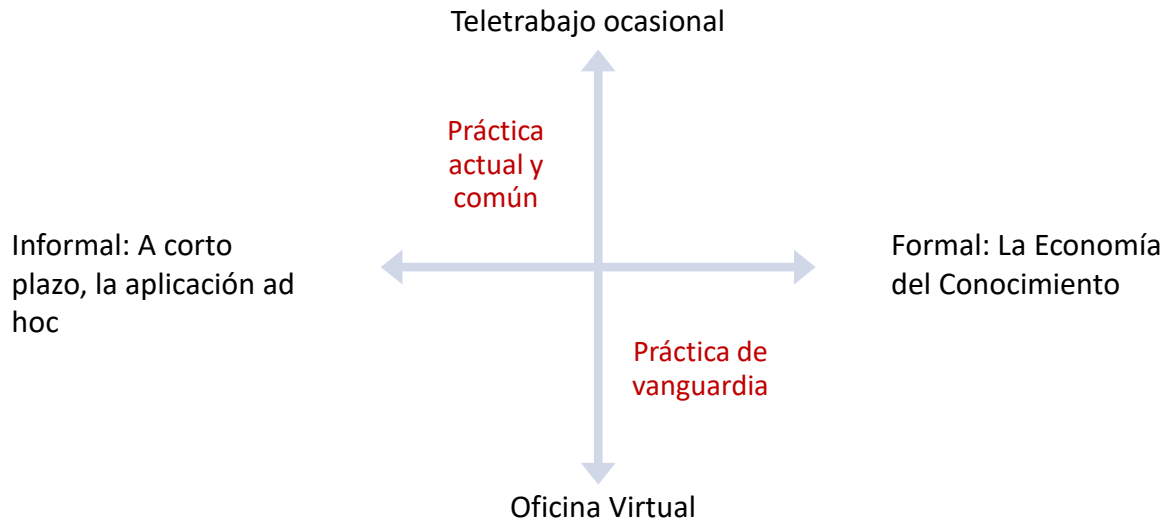 Teletrabajo ocasional
Práctica
actual y
común
Informal: A corto
plazo, la aplicación ad
hoc
Formal: La Economía
del Conocimiento
Práctica de
vanguardia
Oficina Virtual